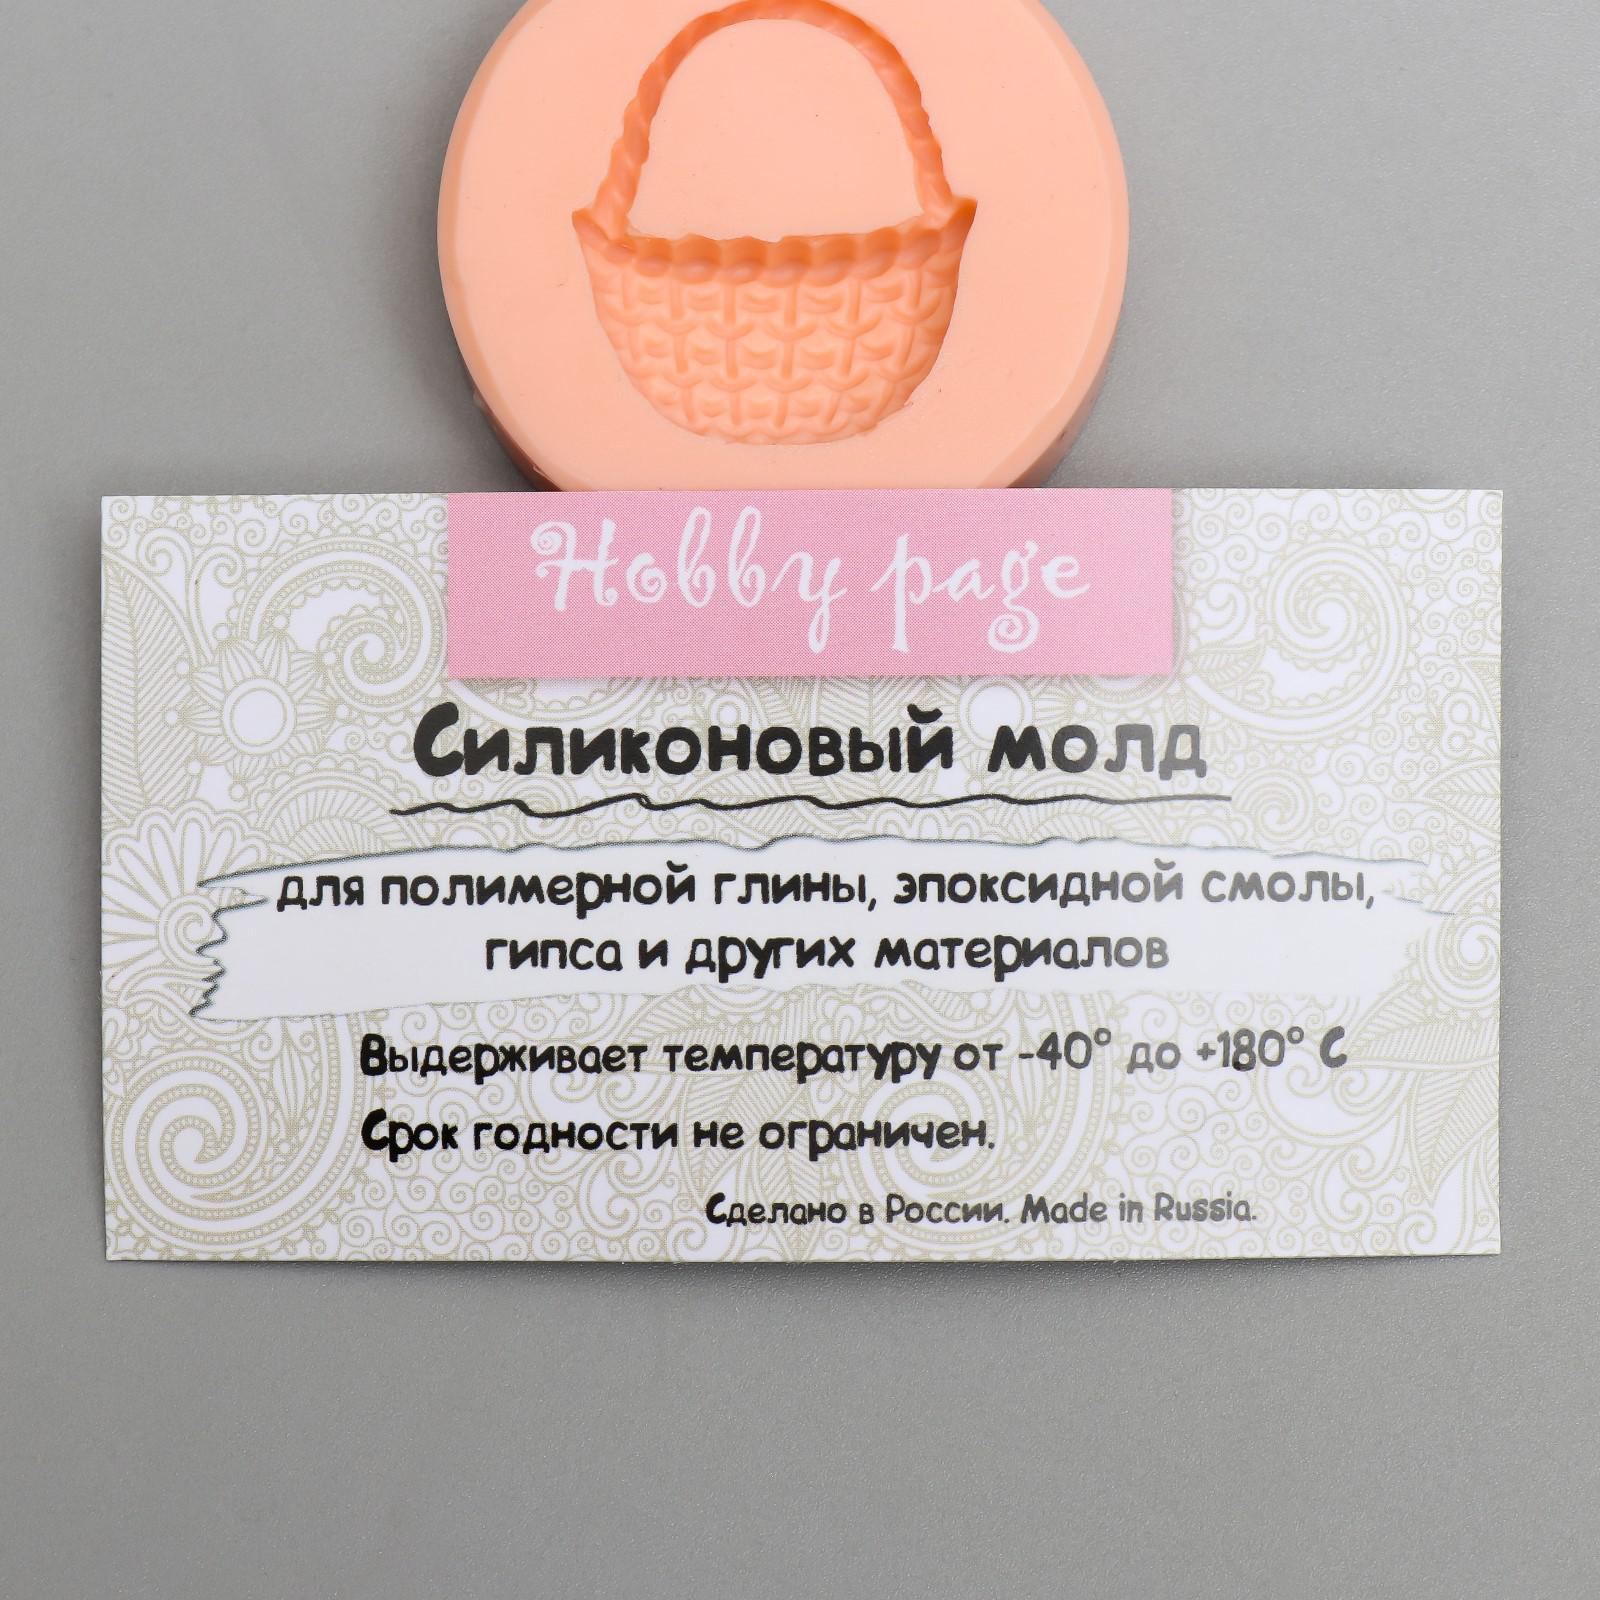 Hobby page
Силиконовый молд
для полимерной глины, эпоксидной смолы,
гипса и других материалов
Выдерживает температуру от -40° до +180° С
Срок годности не ограничен.
Сделано в России. Made in Russia.